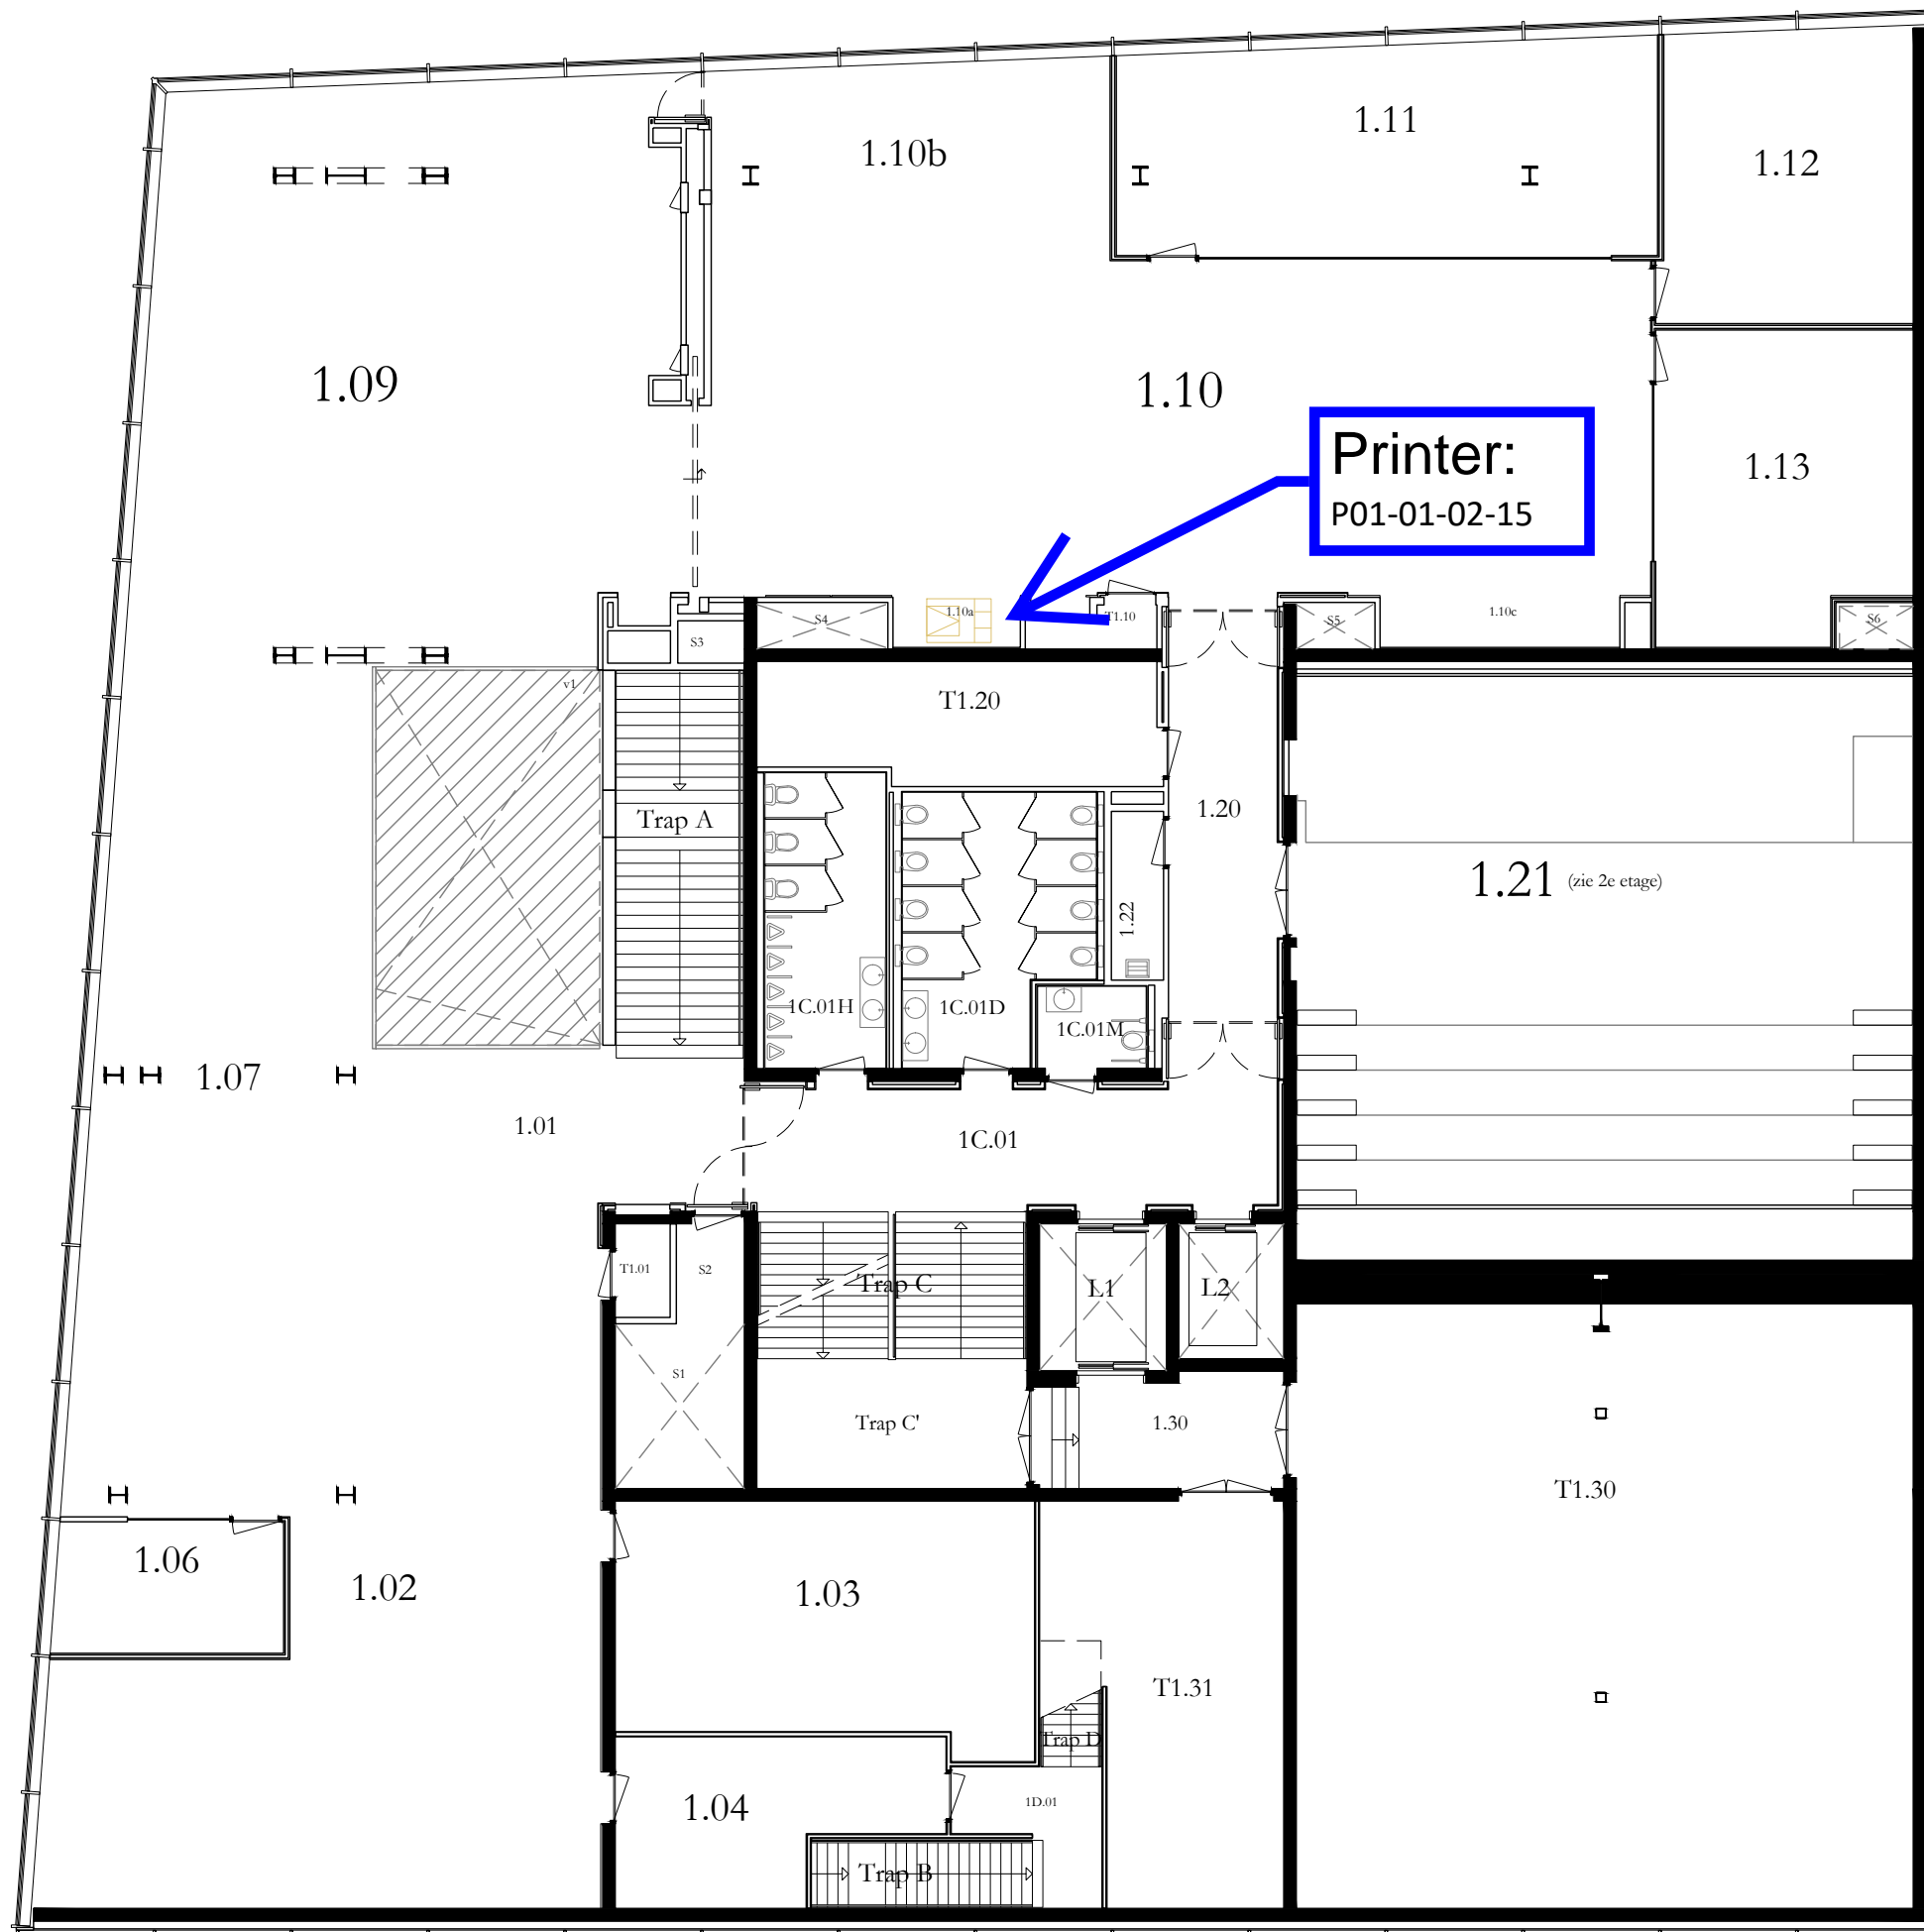 1.11
1.10b
1.12
1.09
1.10
Printer:
P01-01-02-15
1.13
1.10a
T1.10
1.10c
S4
S5
S6
S3
v1
T1.20
Trap A
1.20
1.21 (zie 2e etage)
1.22
1C.01H
1C.01D
1C.01M
1.07
1.01
1C.01
T1.01
S2
Trap C
L1
L2
S1
Trap C'
1.30
T1.30
1.06
1.02
1.03
T1.31
Trap D
1.04
1D.01
Trap B